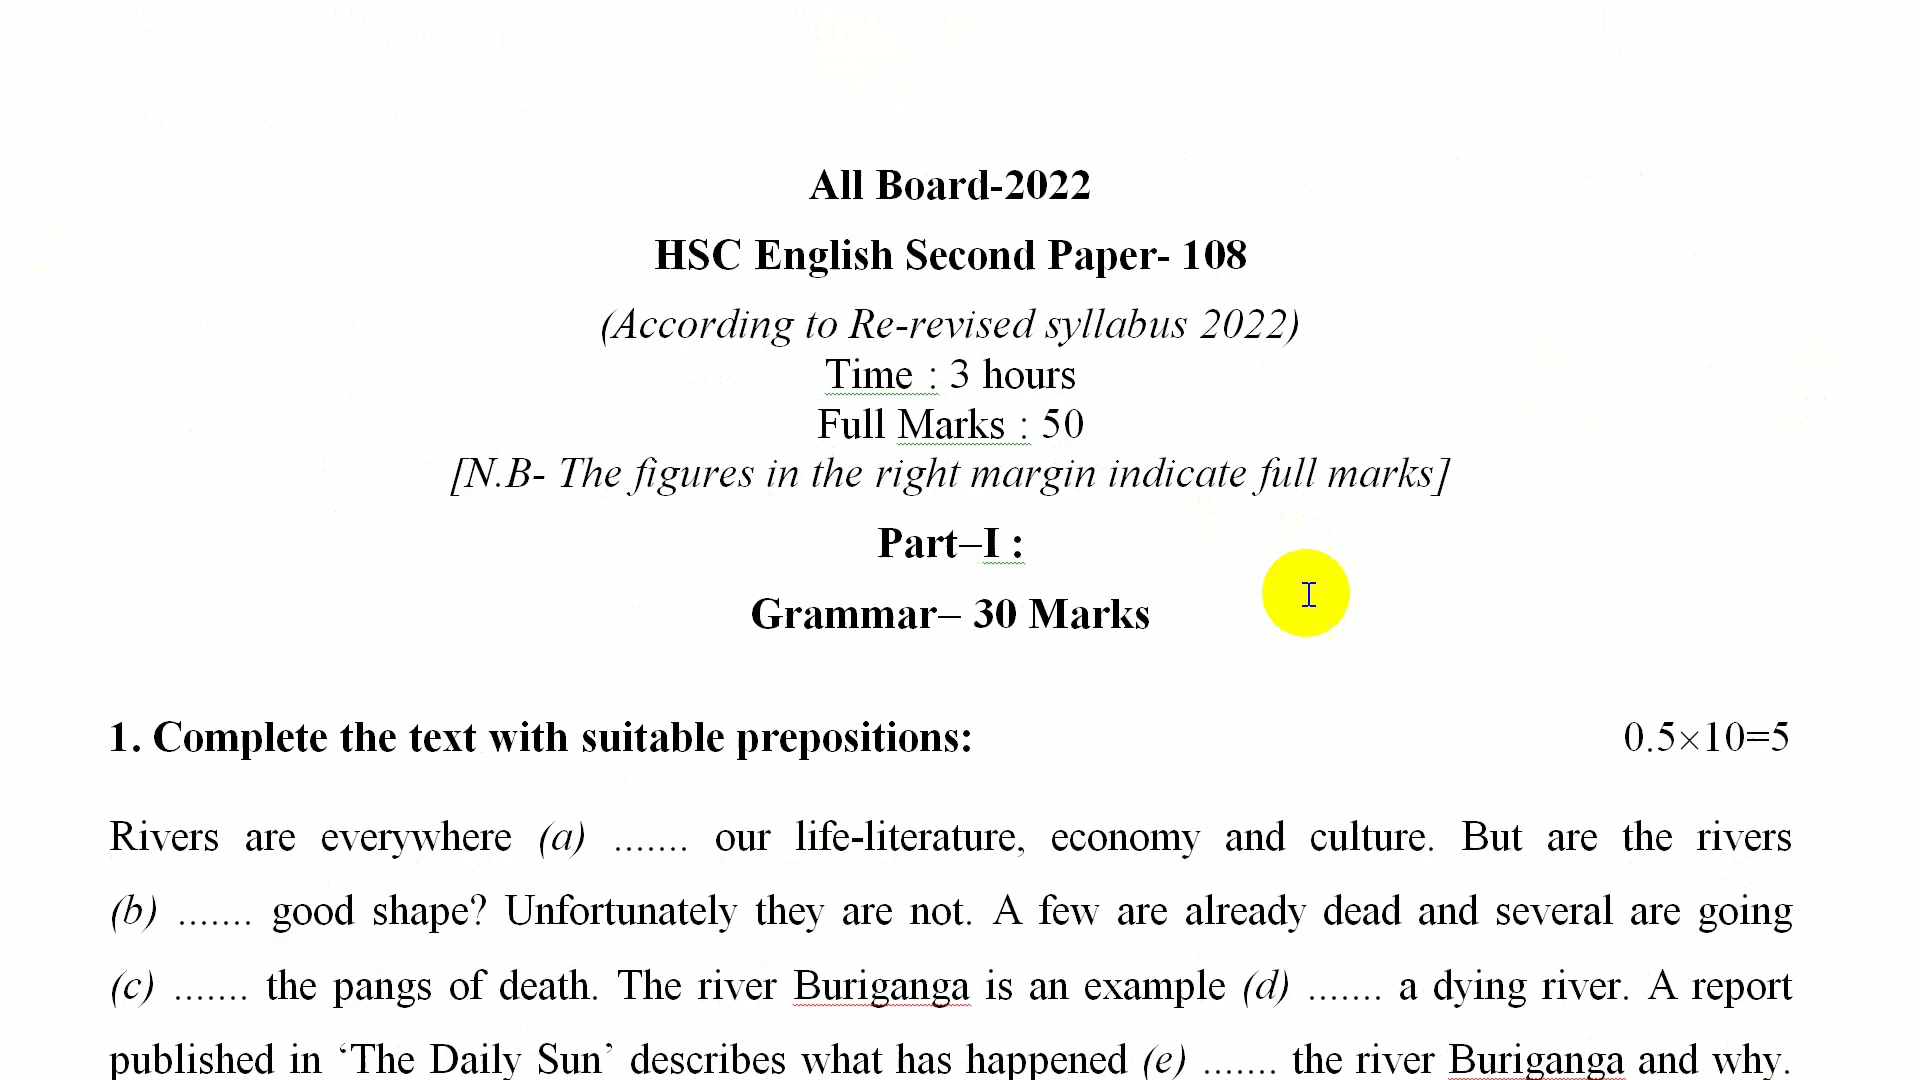 All Board-2022
HSC English Second Paper- 108
(According to Re-revised syllabus 2022)
Time : 3 hours
Full Marks : 50
[N.B- The figures in the right margin indicate full marks]
Part–I :
Grammar– 30 Marks
1. Complete the text with suitable prepositions: 0.5×10=5
Rivers are everywhere (a) ....... our life-literature, economy and culture. But are the rivers
(b) ....... good shape? Unfortunately they are not. A few are already dead and several are going
(c) ....... the pangs of death. The river Buriganga is an example (d) ....... a dying river. A report
published in ‘The Daily Sun’ describes what has happened (e) ....... the river Buriganga and why.